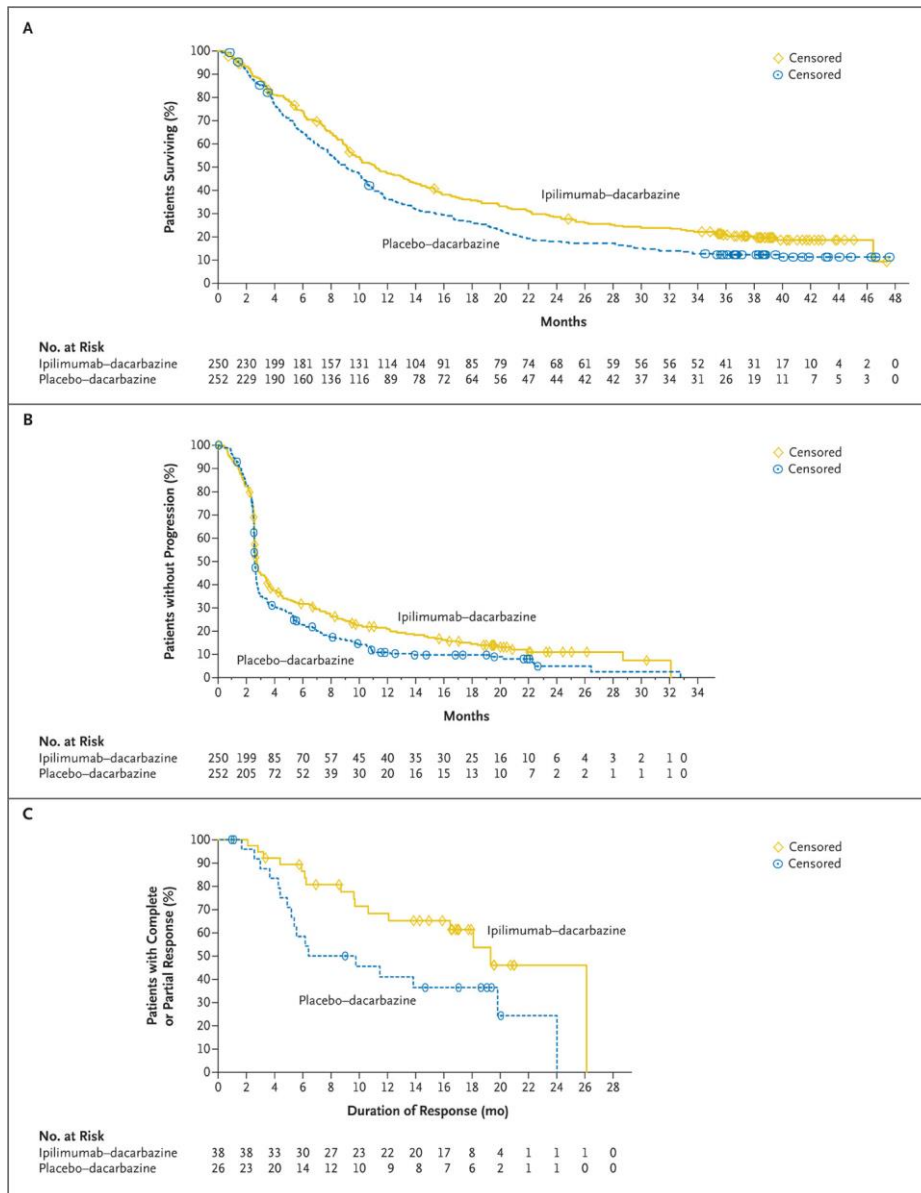 A
100
90
80
70
60
50
40
30
20
10
0
Patients Surviving (%)
Censored
Censored
Ipilimumab–dacarbazine
Placebo–dacarbazine
0 2 4 6 8 10 12 14 16 18 20 22 24 26 28 30 32 34 36 38 40 42 44 46 48
Months
No. at Risk
Ipilimumab–dacarbazine 250 230 199 181 157 131 114 104 91 85 79 74 68 61 59 56 56 52 41 31 17 10 4 2 0
Placebo–dacarbazine 252 229 190 160 136 116 89 78 72 64 56 47 44 42 42 37 34 31 26 19 11 7 5 3 0
B
100
90
80
70
60
50
40
30
20
10
0
Patients without Progression (%)
Censored
Censored
Ipilimumab–dacarbazine
Placebo–dacarbazine
0 2 4 6 8 10 12 14 16 18 20 22 24 26 28 30 32 34
Months
No. at Risk
Ipilimumab–dacarbazine 250 199 85 70 57 45 40 35 30 25 16 10 6 4 3 2 1 0
Placebo–dacarbazine 252 205 72 52 39 30 20 16 15 13 10 7 2 2 1 1 1 0
C
100
90
80
70
60
50
40
30
20
10
0
Patients with Complete
or Partial Response (%)
Censored
Censored
Ipilimumab–dacarbazine
Placebo–dacarbazine
0 2 4 6 8 10 12 14 16 18 20 22 24 26 28
Duration of Response (mo)
No. at Risk
Ipilimumab–dacarbazine 38 38 33 30 27 23 22 20 17 8 4 1 1 1 0
Placebo–dacarbazine 26 23 20 14 12 10 9 8 7 6 2 1 1 0 0